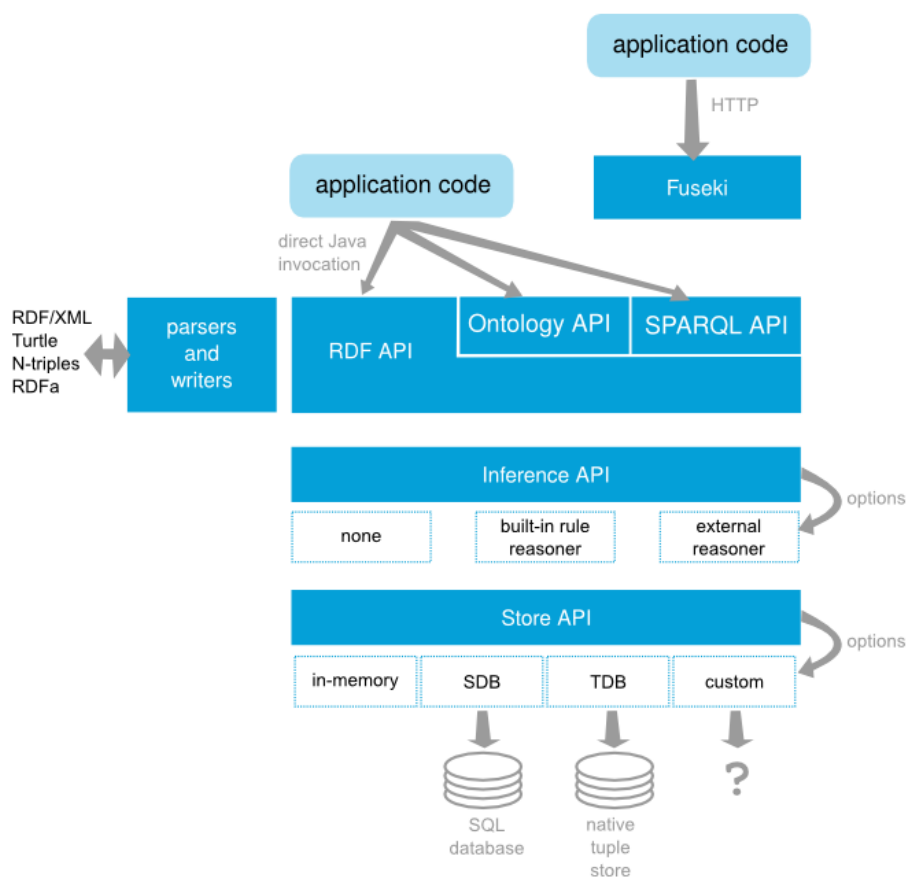 application code
HTTP
Fuseki
application code
direct Java
invocation
RDF/XML
Turtle
N-triples
RDFa
parsers
and
writers
RDF API
Ontology API
SPARQL API
Inference API
options
none
built-in rule
reasoner
external
reasoner
Store API
options
in-memory
SDB
TDB
custom
?
SQL
database
native
tuple
store